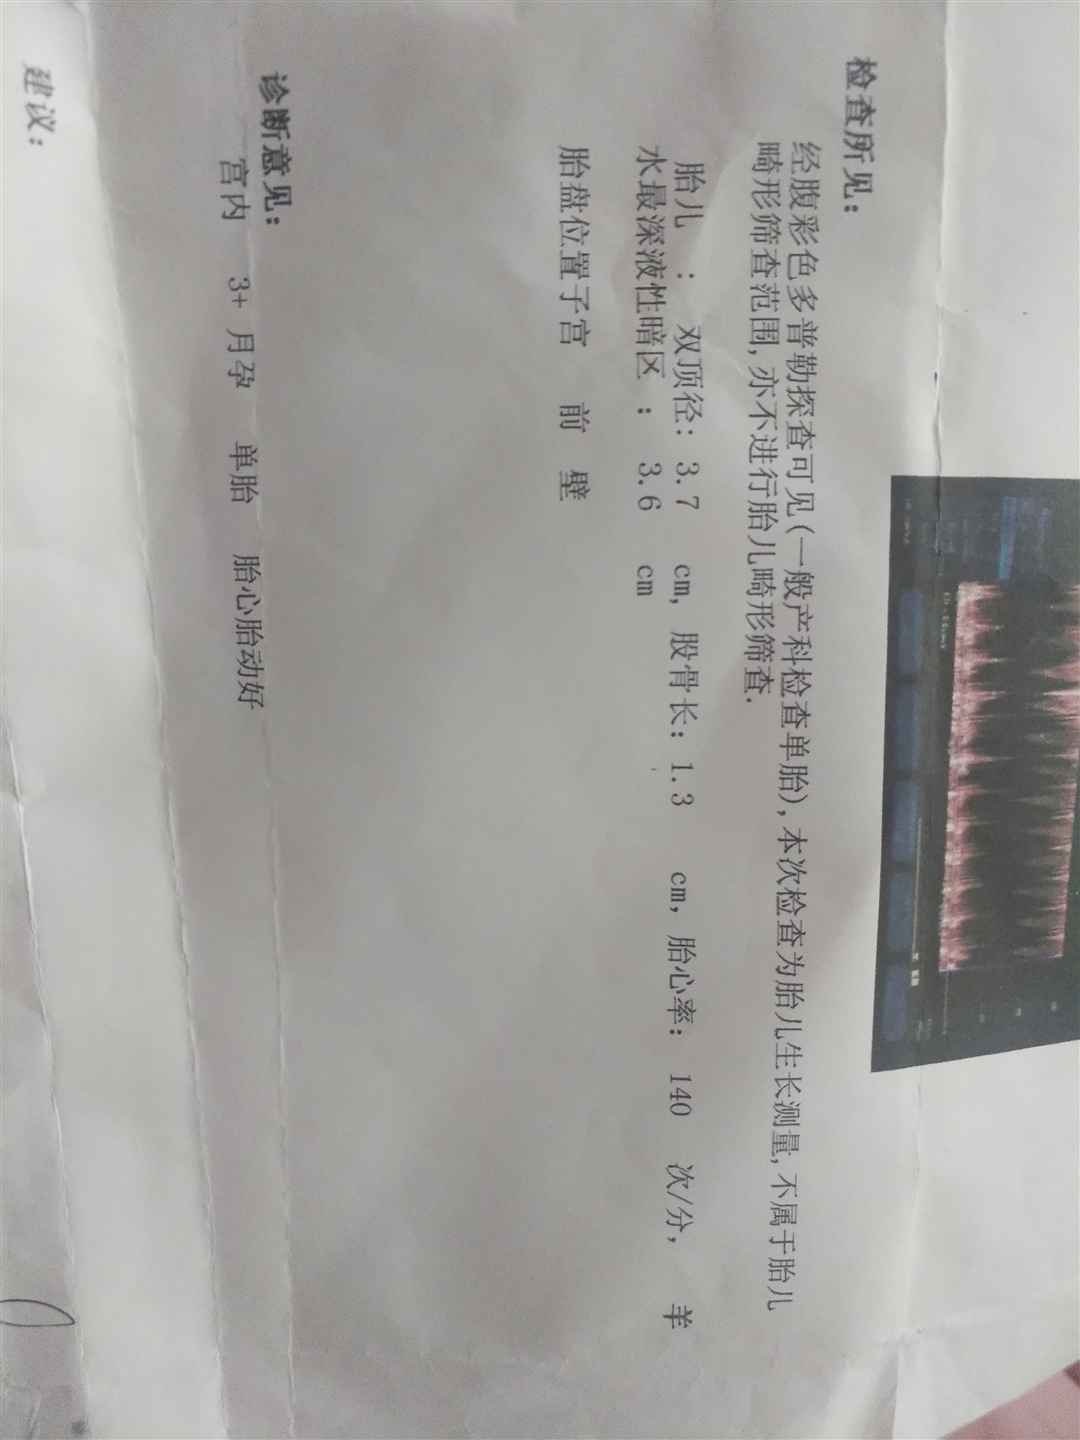 检查所见：
经腹彩色多普勒探查可见(一般产科检查单胎),本次检查为胎儿生长测量,不属于胎儿
畸形筛查范围,亦不进行胎儿畸形筛查.
胎儿 : 双顶径: 3.7 cm, 股骨长: 1.3 cm, 胎心率: 140 次/分, 羊
水最深液性暗区 : 3.6 cm
胎盘位置子宫 前 壁
诊断意见：
宫内 3+ 月孕 单胎 胎心胎动好
建议：